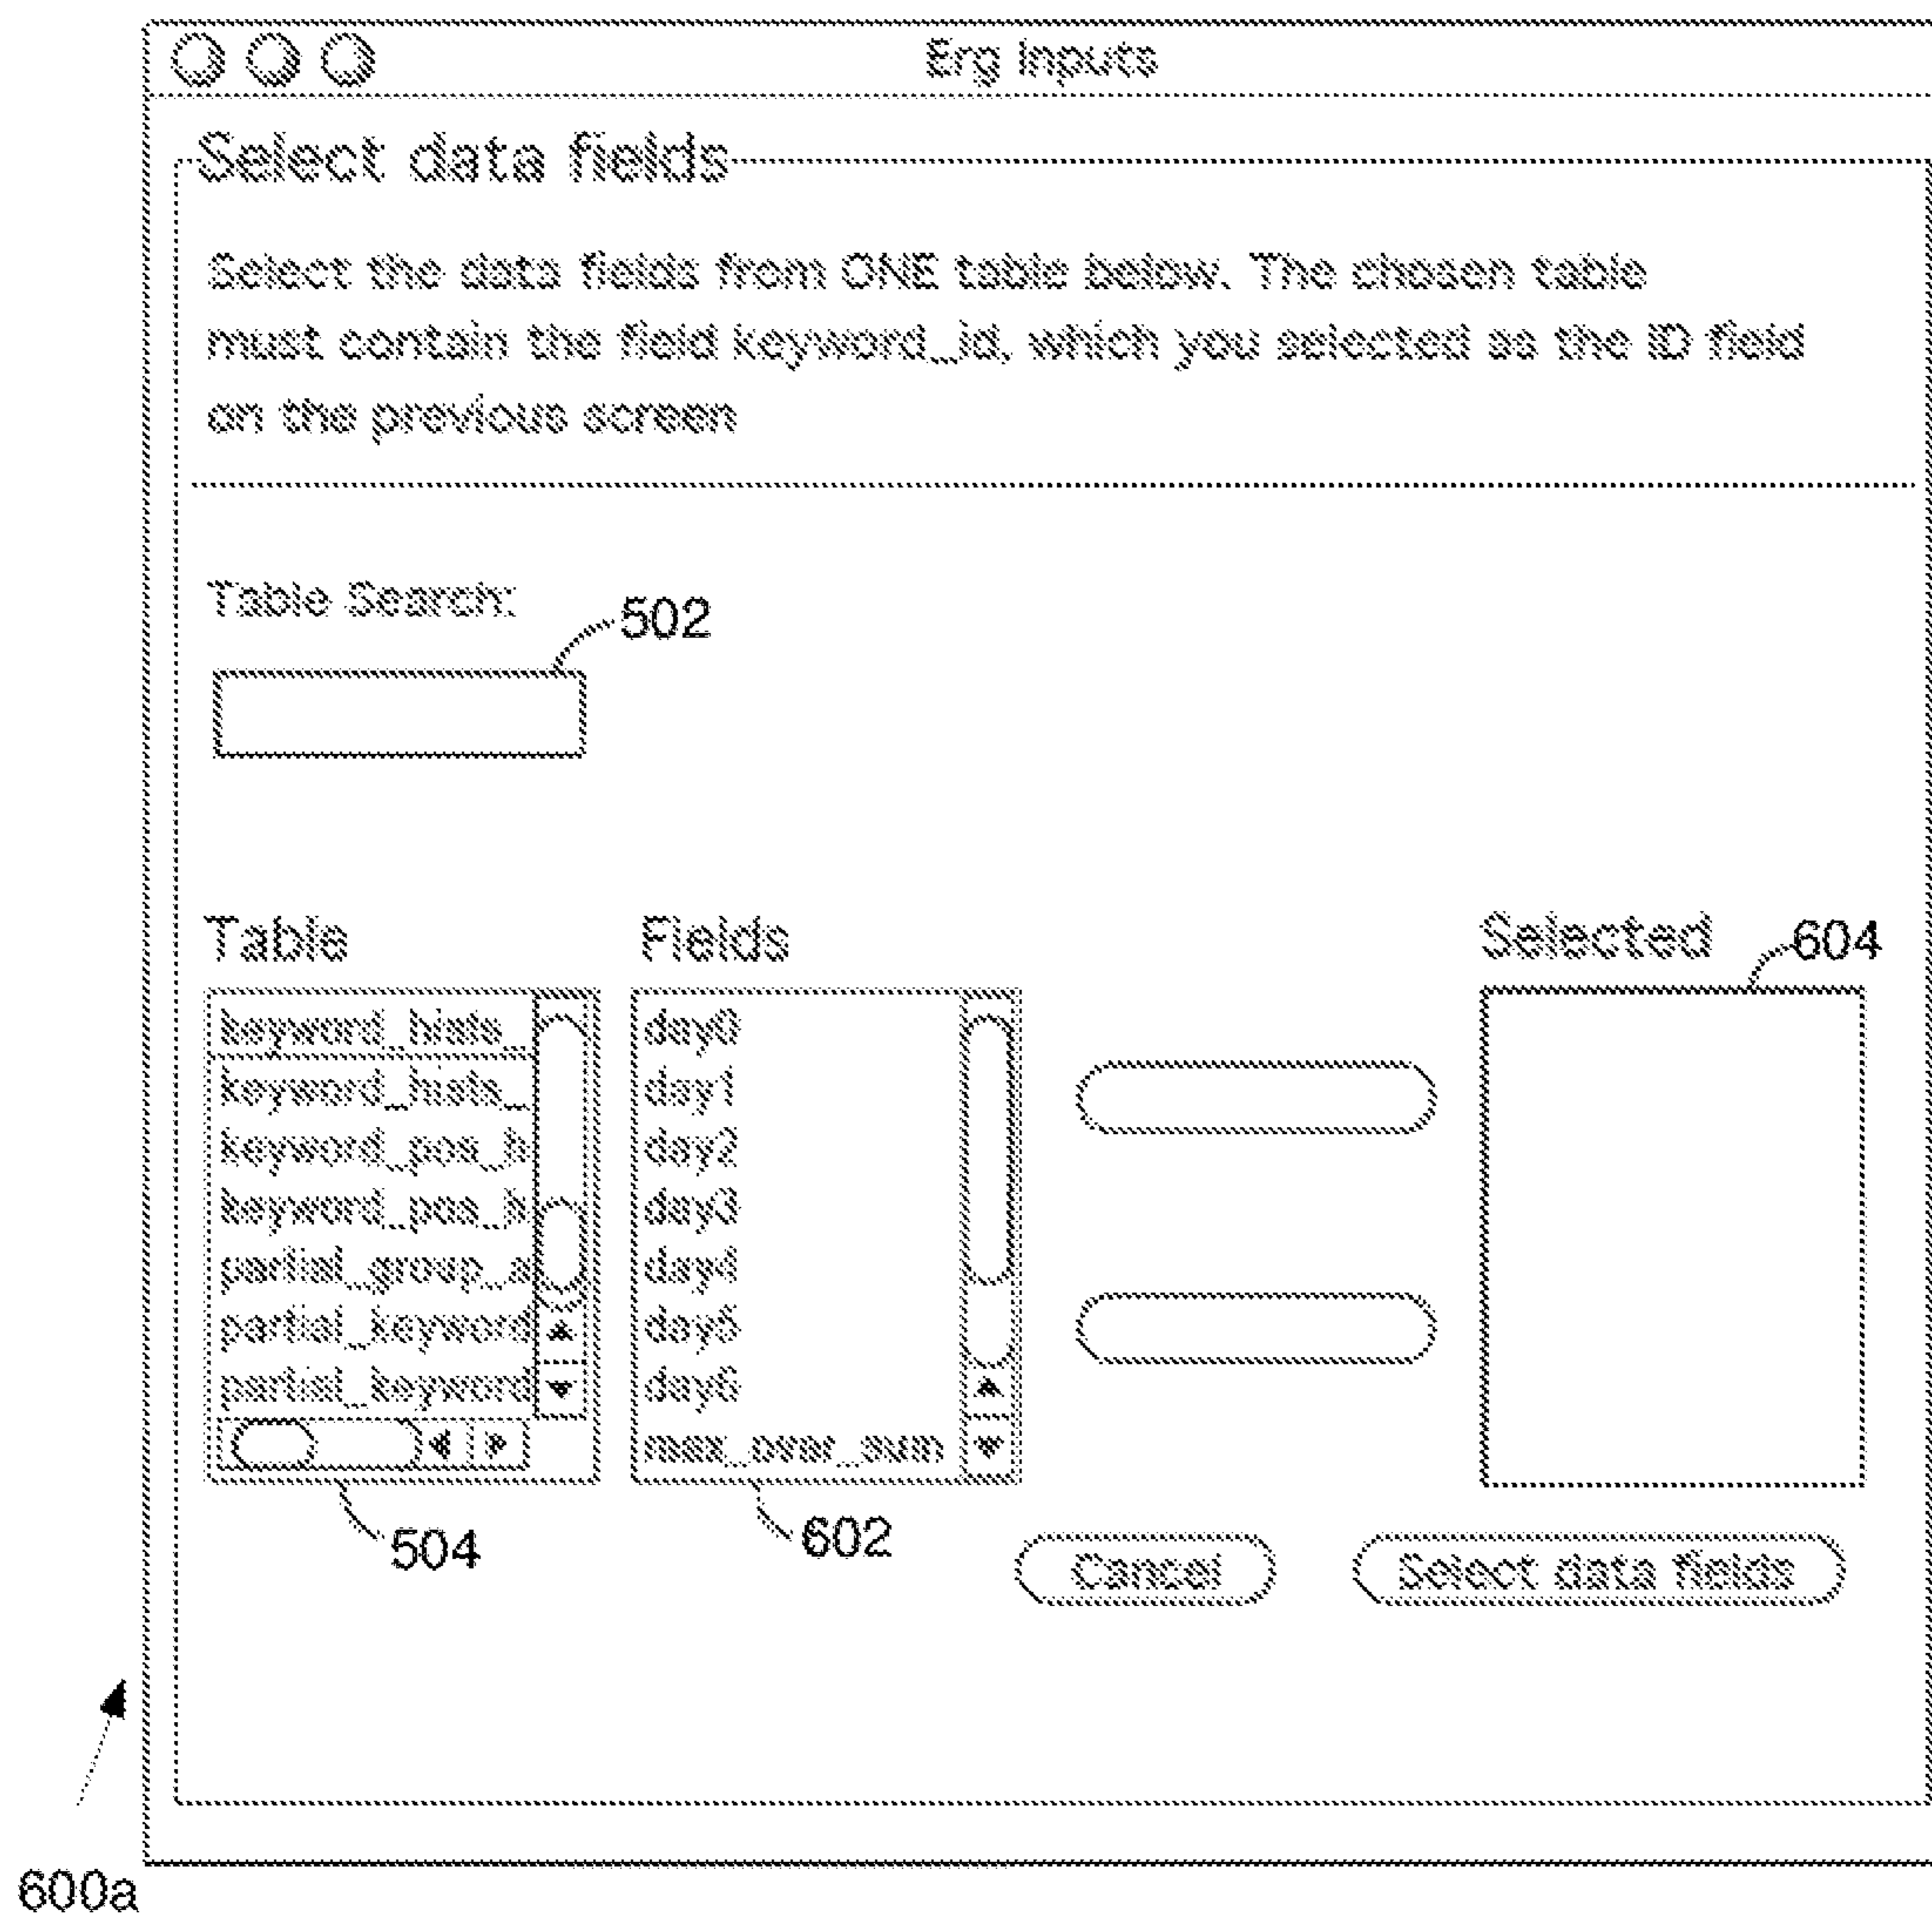 Erg Inputs
Select data fields
Select the data fields from ONE table below. The chosen table
must contain the field keyword_id, which you selected as the ID field
on the previous screen
Table Search:
502
Table
Fields
Selected
604
keyword_hists_
keyword_hists_
keyword_pos_h
keyword_pos_h
partial_group_a
partial_keyword
partial_keyword
day0
day1
day2
day3
day4
day5
day6
max_over_sum
504
602
Cancel
Select data fields
600a